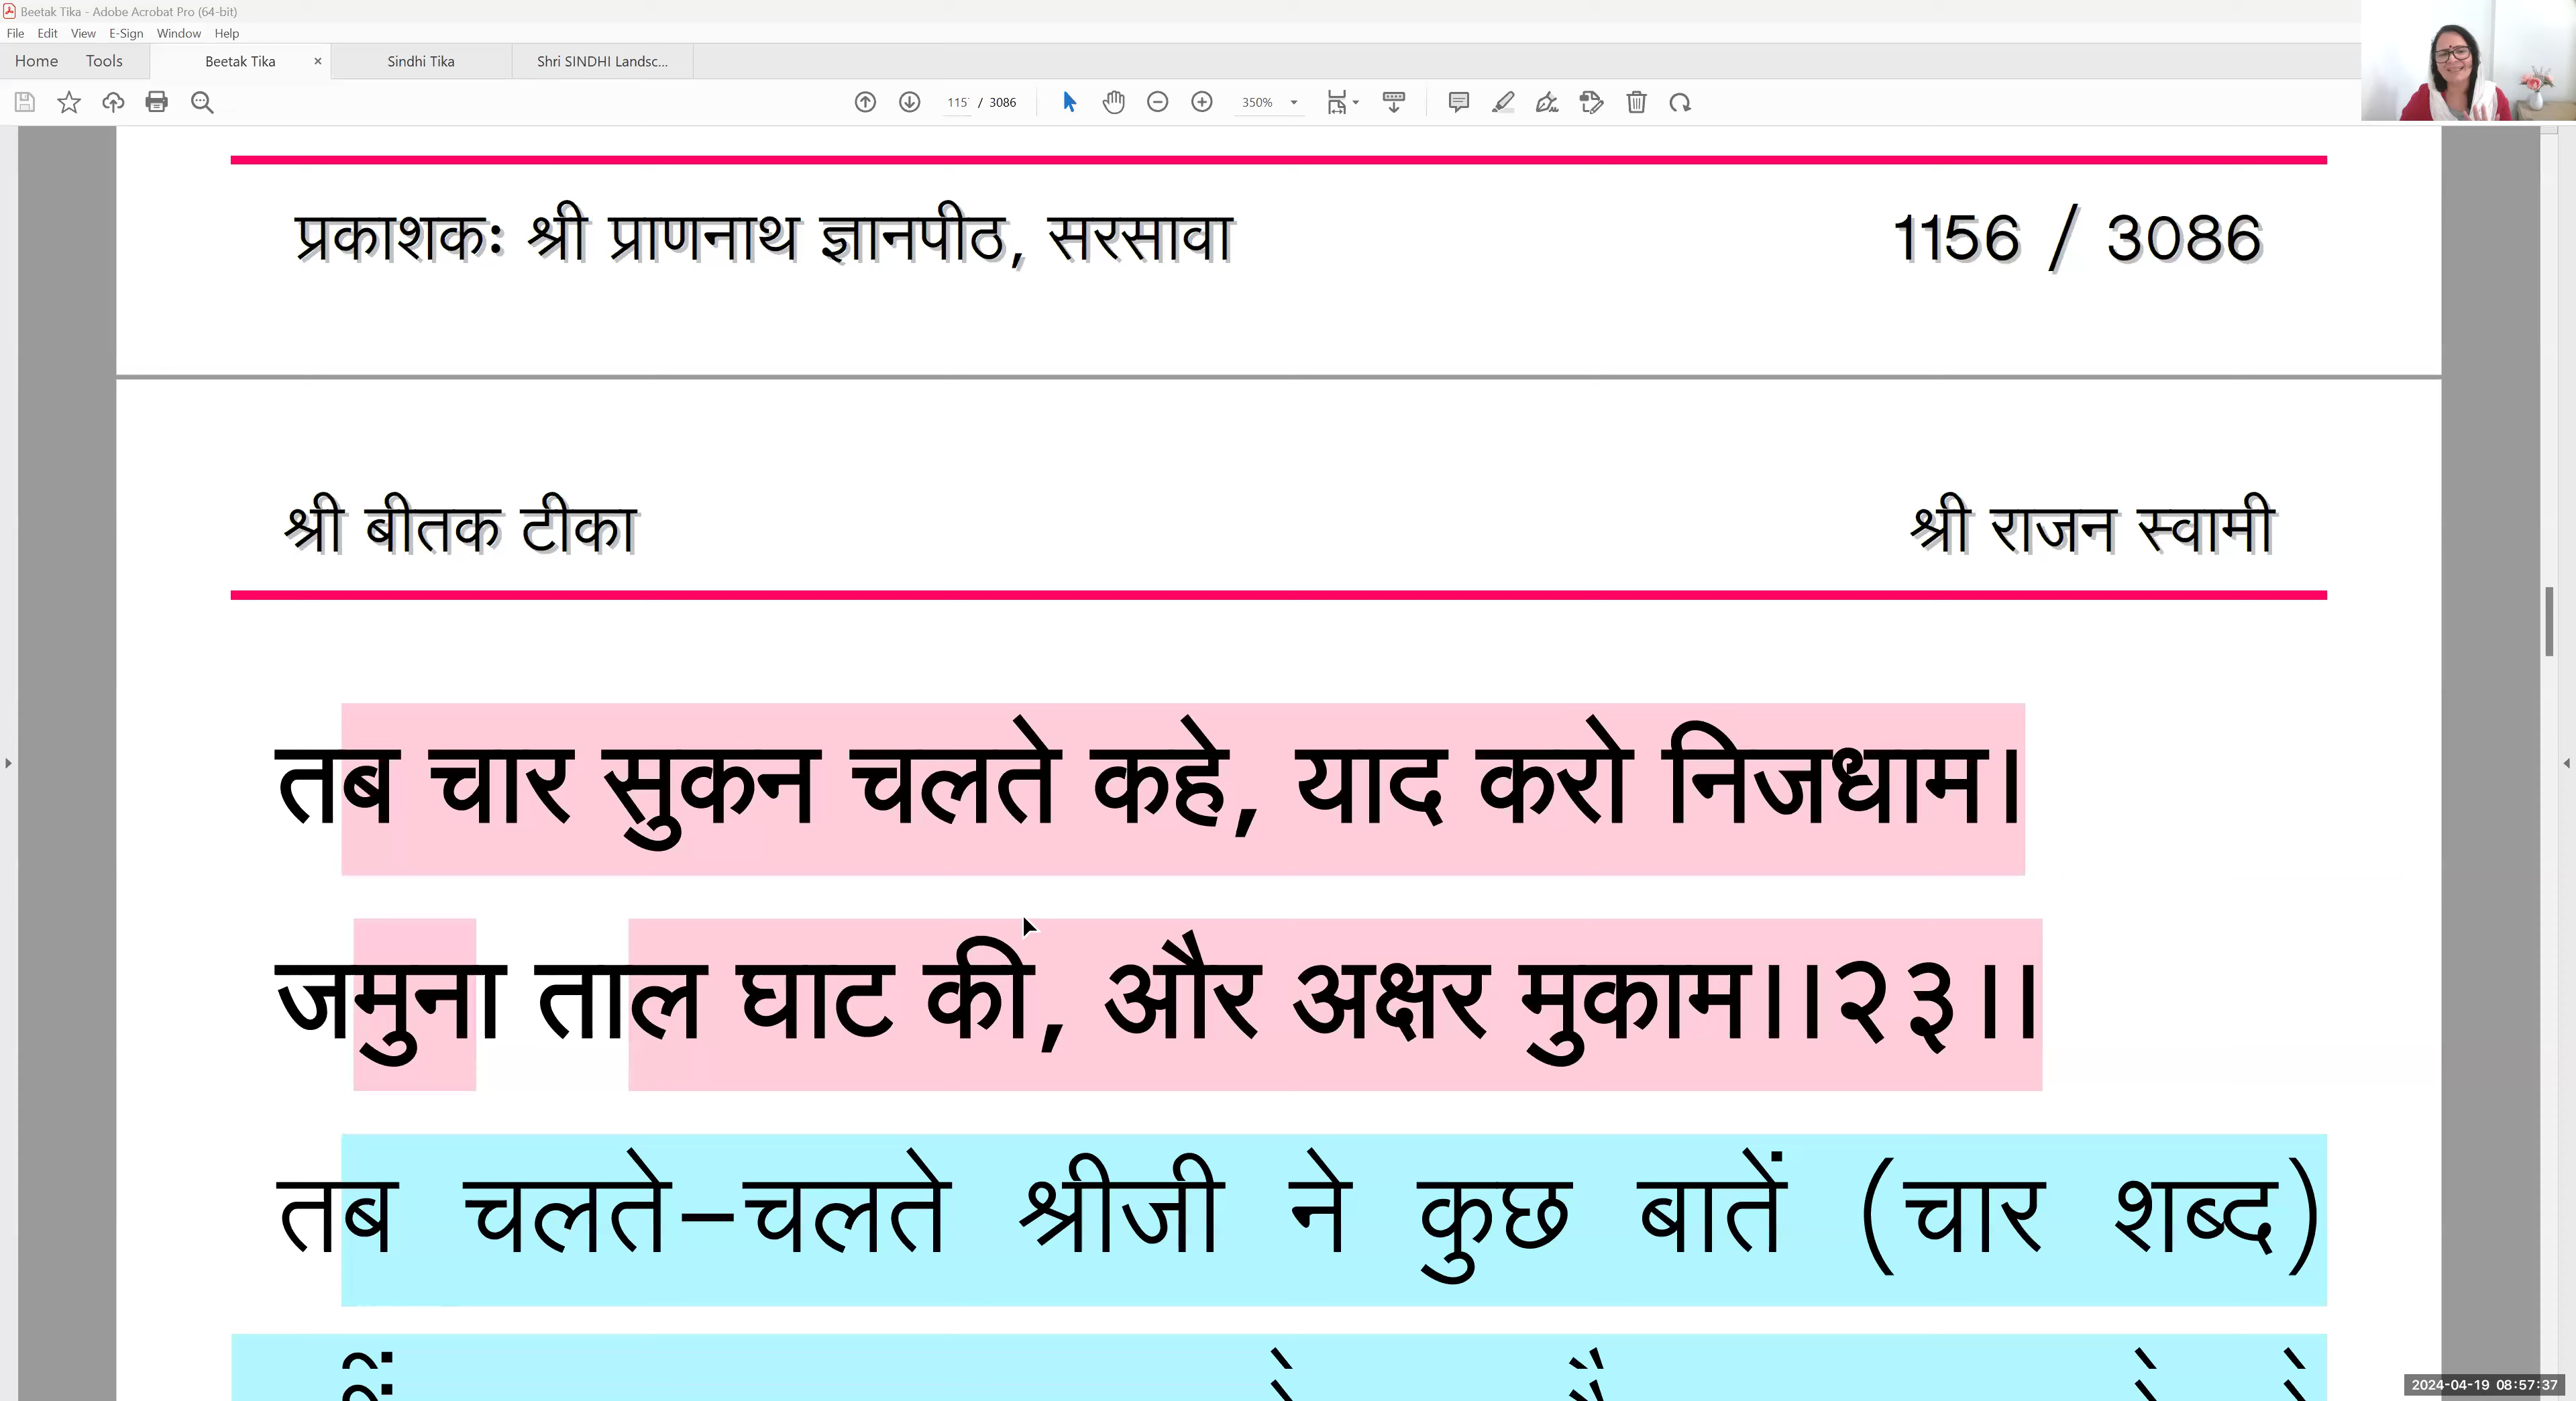 Beetak Tika - Adobe Acrobat Pro (64-bit)
File Edit View E-Sign Window Help
Home Tools Beetak Tika × Sindhi Tika Shri SINDHI Landsc...
115 / 3086 350%
प्रकाशकः श्री प्राणनाथ ज्ञानपीठ, सरसावा 1156 / 3086
श्री बीतक टीका श्री राजन स्वामी
तब चार सुकन चलते कहे, याद करो निजधाम।
जमुना ताल घाट की, और अक्षर मुकाम।।२३।।
तब चलते-चलते श्रीजी ने कुछ बातें (चार शब्द)
2024-04-19 08:57:37